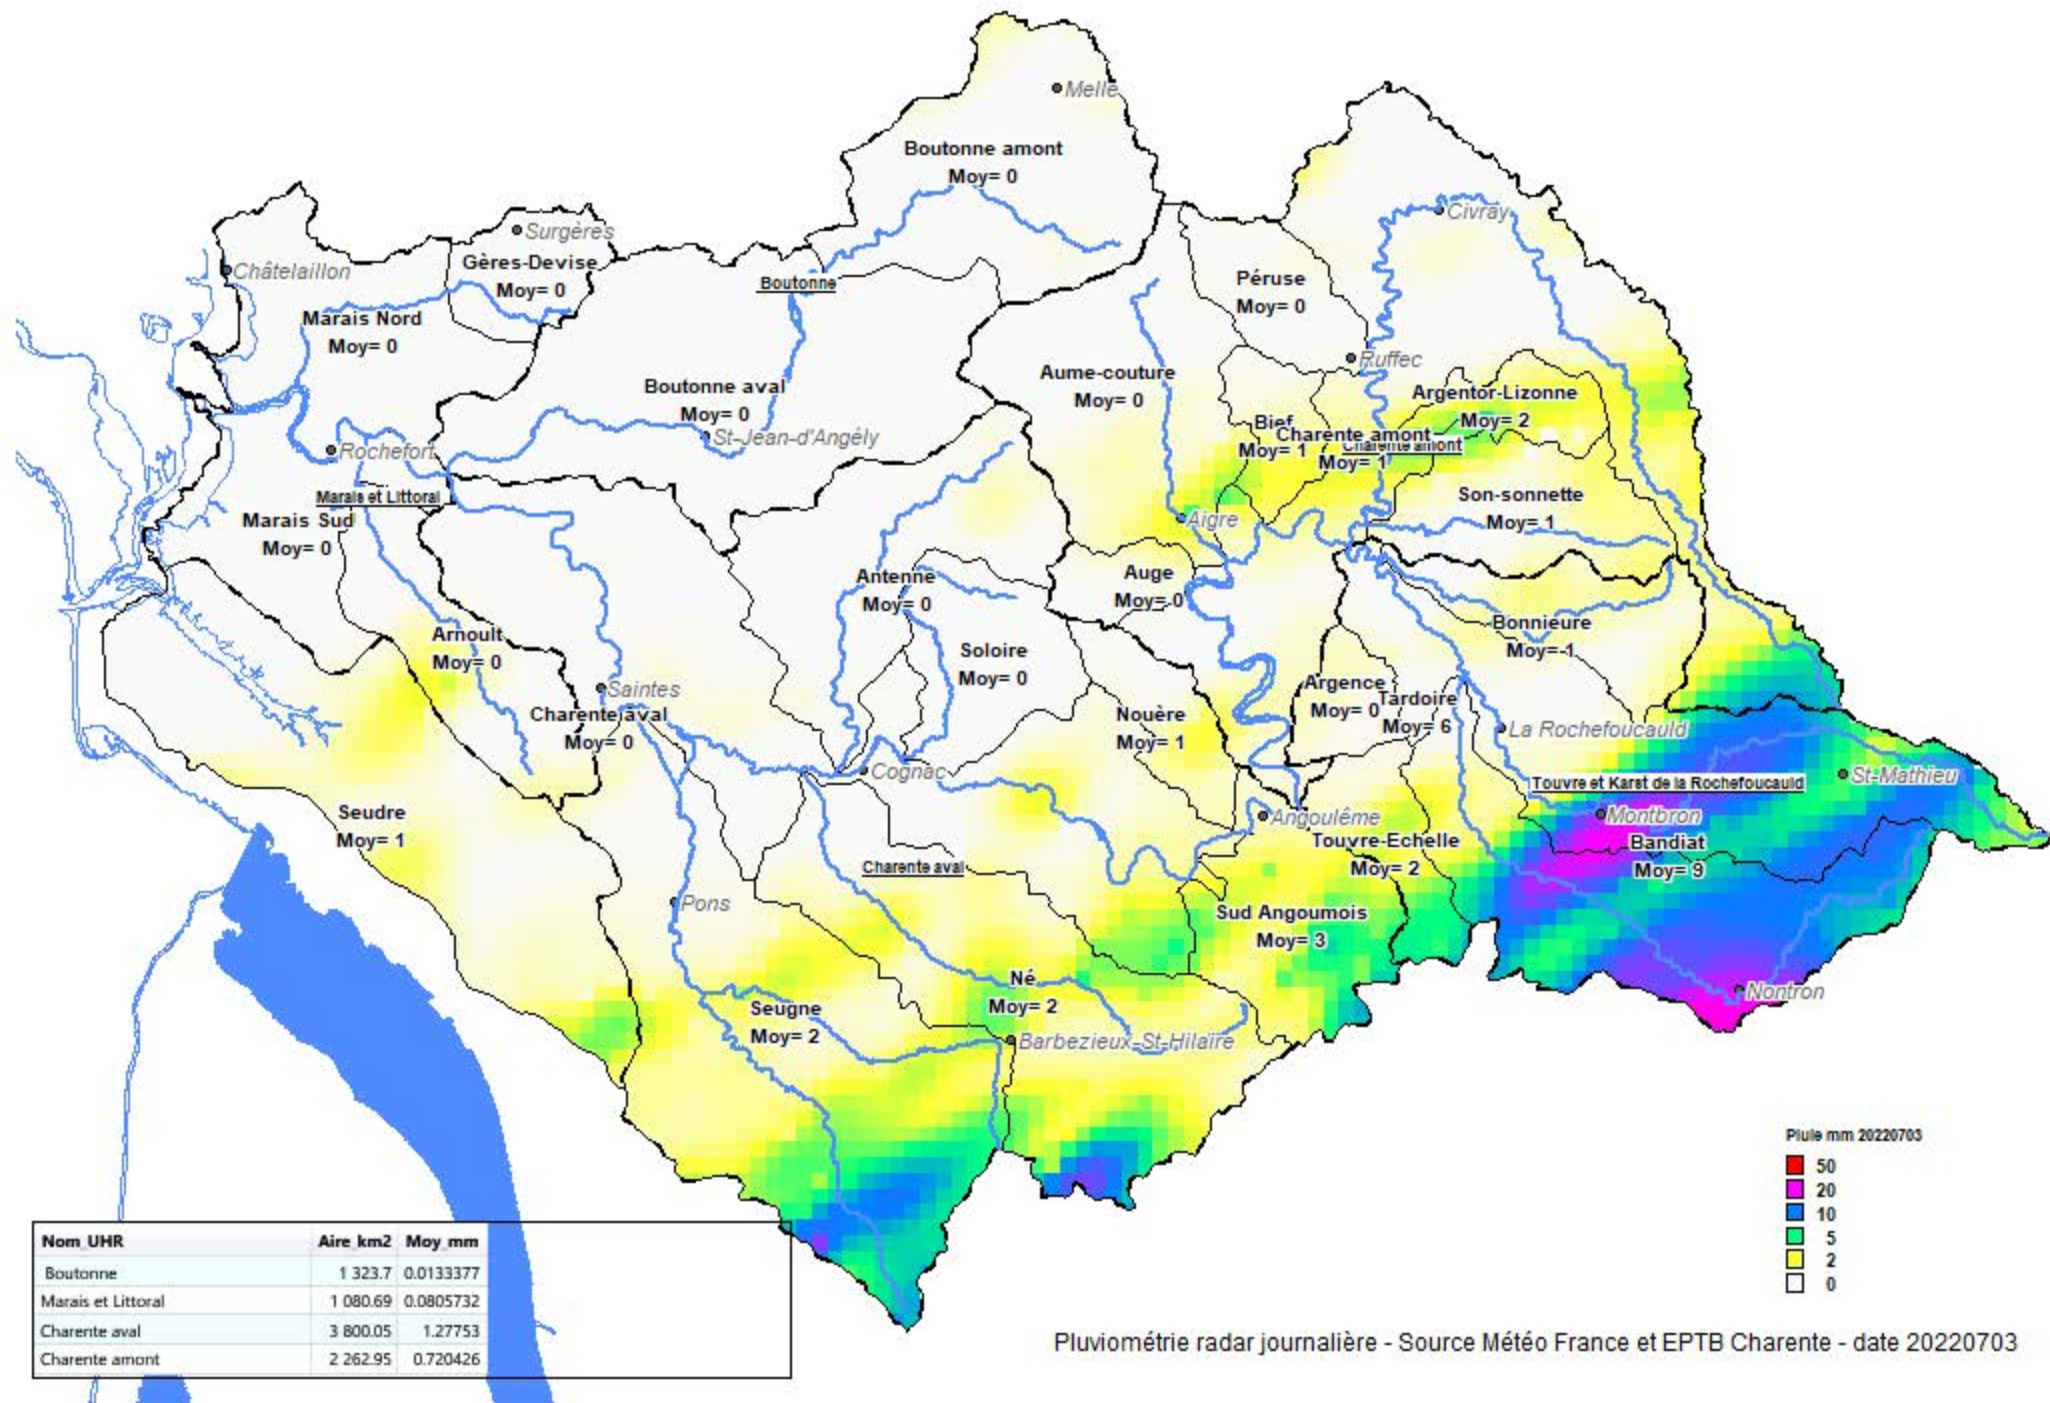 Melle
Boutonne amont
Moy= 0
Civray
Surgères
Châtelaillon
Gères-Devise
Moy= 0
Boutonne
Péruse
Moy= 0
Marais Nord
Moy= 0
Ruffec
Aume-couture
Moy= 0
Boutonne aval
Moy= 0
Argentor-Lizonne
Moy= 2
St-Jean-d'Angély
Bief
Moy= 1
Charente amont
Moy= 1
Charente amont
Rochefort
Marais et Littoral
Marais Sud
Moy= 0
Son-sonnette
Moy= 1
Aigre
Antenne
Moy= 0
Auge
Moy= 0
Bonnieure
Moy= 1
Arnoult
Moy= 0
Soloire
Moy= 0
Saintes
Argence
Moy= 0
Tardoire
Moy= 6
Charente aval
Moy= 0
Nouère
Moy= 1
La Rochefoucauld
Cognac
Touvre et Karst de la Rochefoucauld
St-Mathieu
Seudre
Moy= 1
Angoulême
Montbron
Touvre-Echelle
Moy= 2
Bandiat
Moy= 9
Charente aval
Pons
Sud Angoumois
Moy= 3
Né
Moy= 2
Nontron
Seugne
Moy= 2
Barbezieux-St-Hilaire
Pluie mm 20220703
50
20
10
5
2
0
Nom_UHR Aire_km2 Moy_mm
Boutonne 1 323.7 0.0133377
Marais et Littoral 1 080.69 0.0805732
Charente aval 3 800.05 1.27753
Charente amont 2 262.95 0.720426
Pluviométrie radar journalière - Source Météo France et EPTB Charente - date 20220703